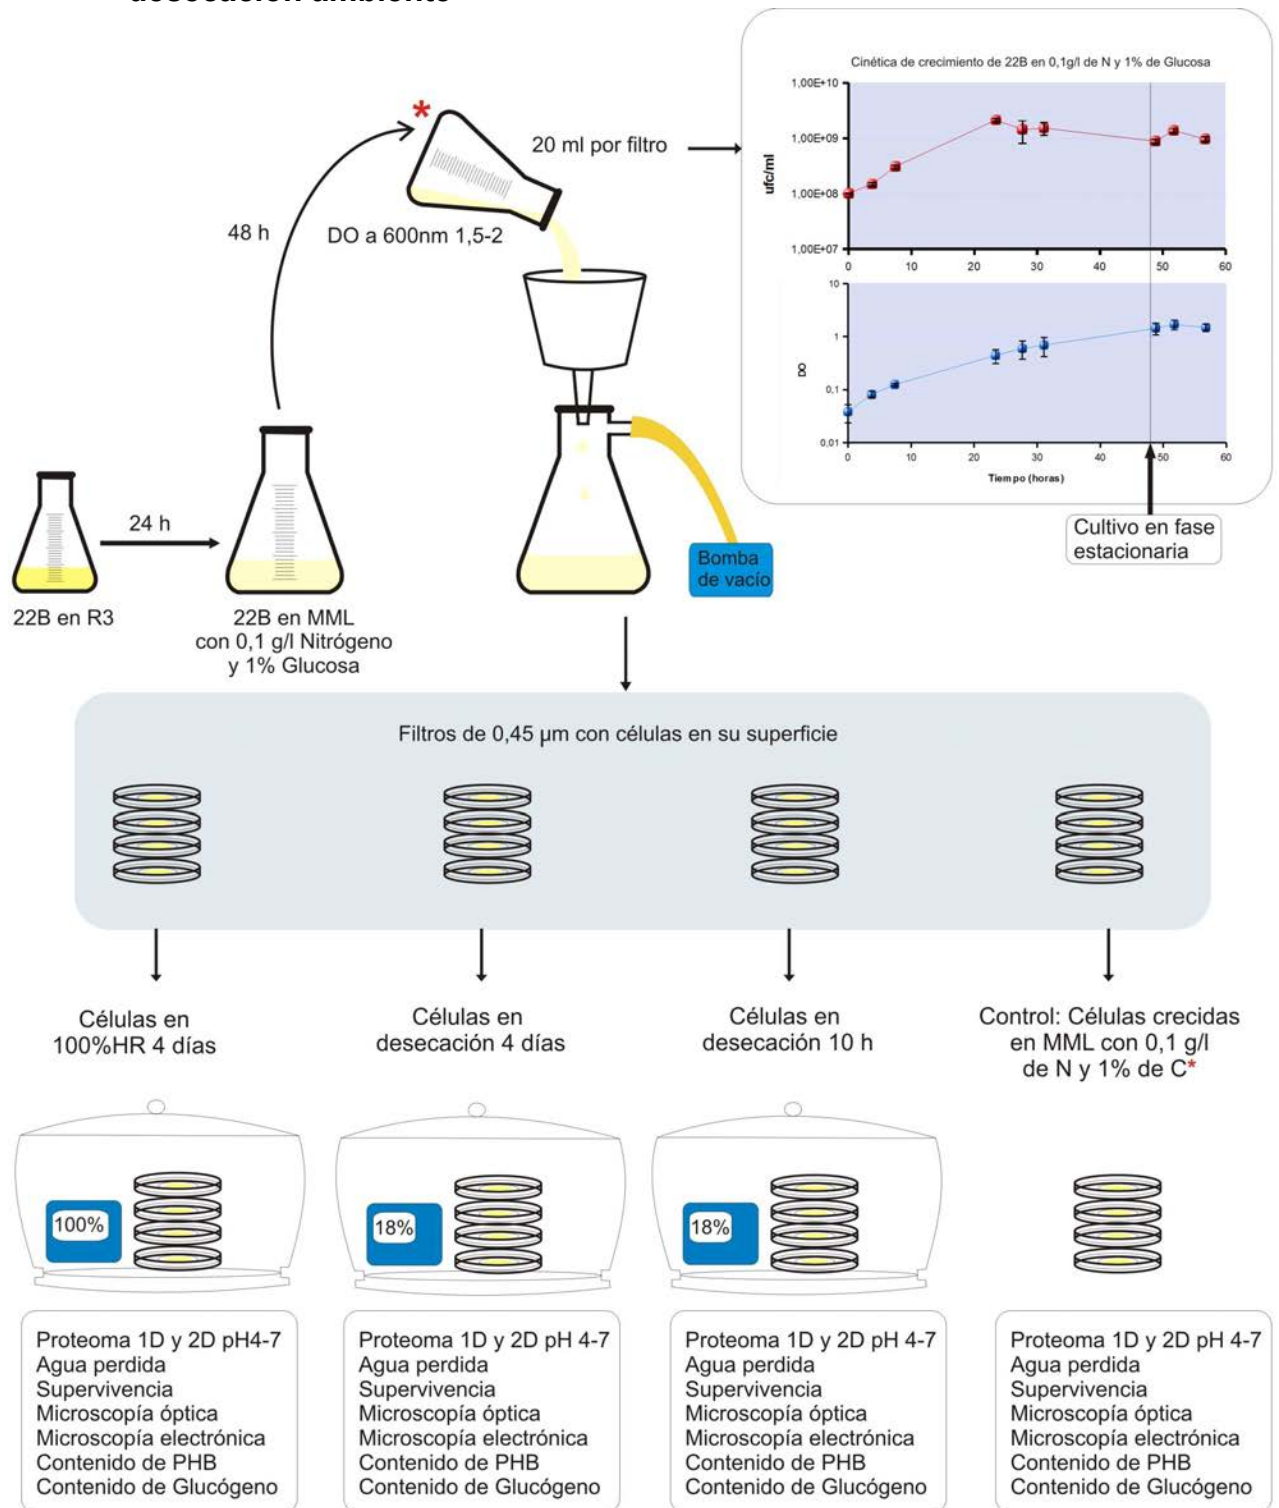 Cinética de crecimiento de 22B en 0,1g/l de N y 1% de Glucosa
1,00E+10
1,00E+09
1,00E+08
1,00E+07
ufc/ml
0
10
20
30
40
50
60
10
1
0,1
0,01
DO
0
10
20
30
40
50
60
Tiempo (horas)
Cultivo en fase
estacionaria
*
20 ml por filtro
48 h
DO a 600nm 1,5-2
24 h
Bomba
de vacío
22B en R3
22B en MML
con 0,1 g/l Nitrógeno
y 1% Glucosa
Filtros de 0,45 µm con células en su superficie
Células en
100%HR 4 días
Células en
desecación 4 días
Células en
desecación 10 h
Control: Células crecidas
en MML con 0,1 g/l
de N y 1% de C*
100%
18%
18%
Proteoma 1D y 2D pH4-7
Agua perdida
Supervivencia
Microscopía óptica
Microscopía electrónica
Contenido de PHB
Contenido de Glucógeno
Proteoma 1D y 2D pH 4-7
Agua perdida
Supervivencia
Microscopía óptica
Microscopía electrónica
Contenido de PHB
Contenido de Glucógeno
Proteoma 1D y 2D pH 4-7
Agua perdida
Supervivencia
Microscopía óptica
Microscopía electrónica
Contenido de PHB
Contenido de Glucógeno
Proteoma 1D y 2D pH 4-7
Agua perdida
Supervivencia
Microscopía óptica
Microscopía electrónica
Contenido de PHB
Contenido de Glucógeno